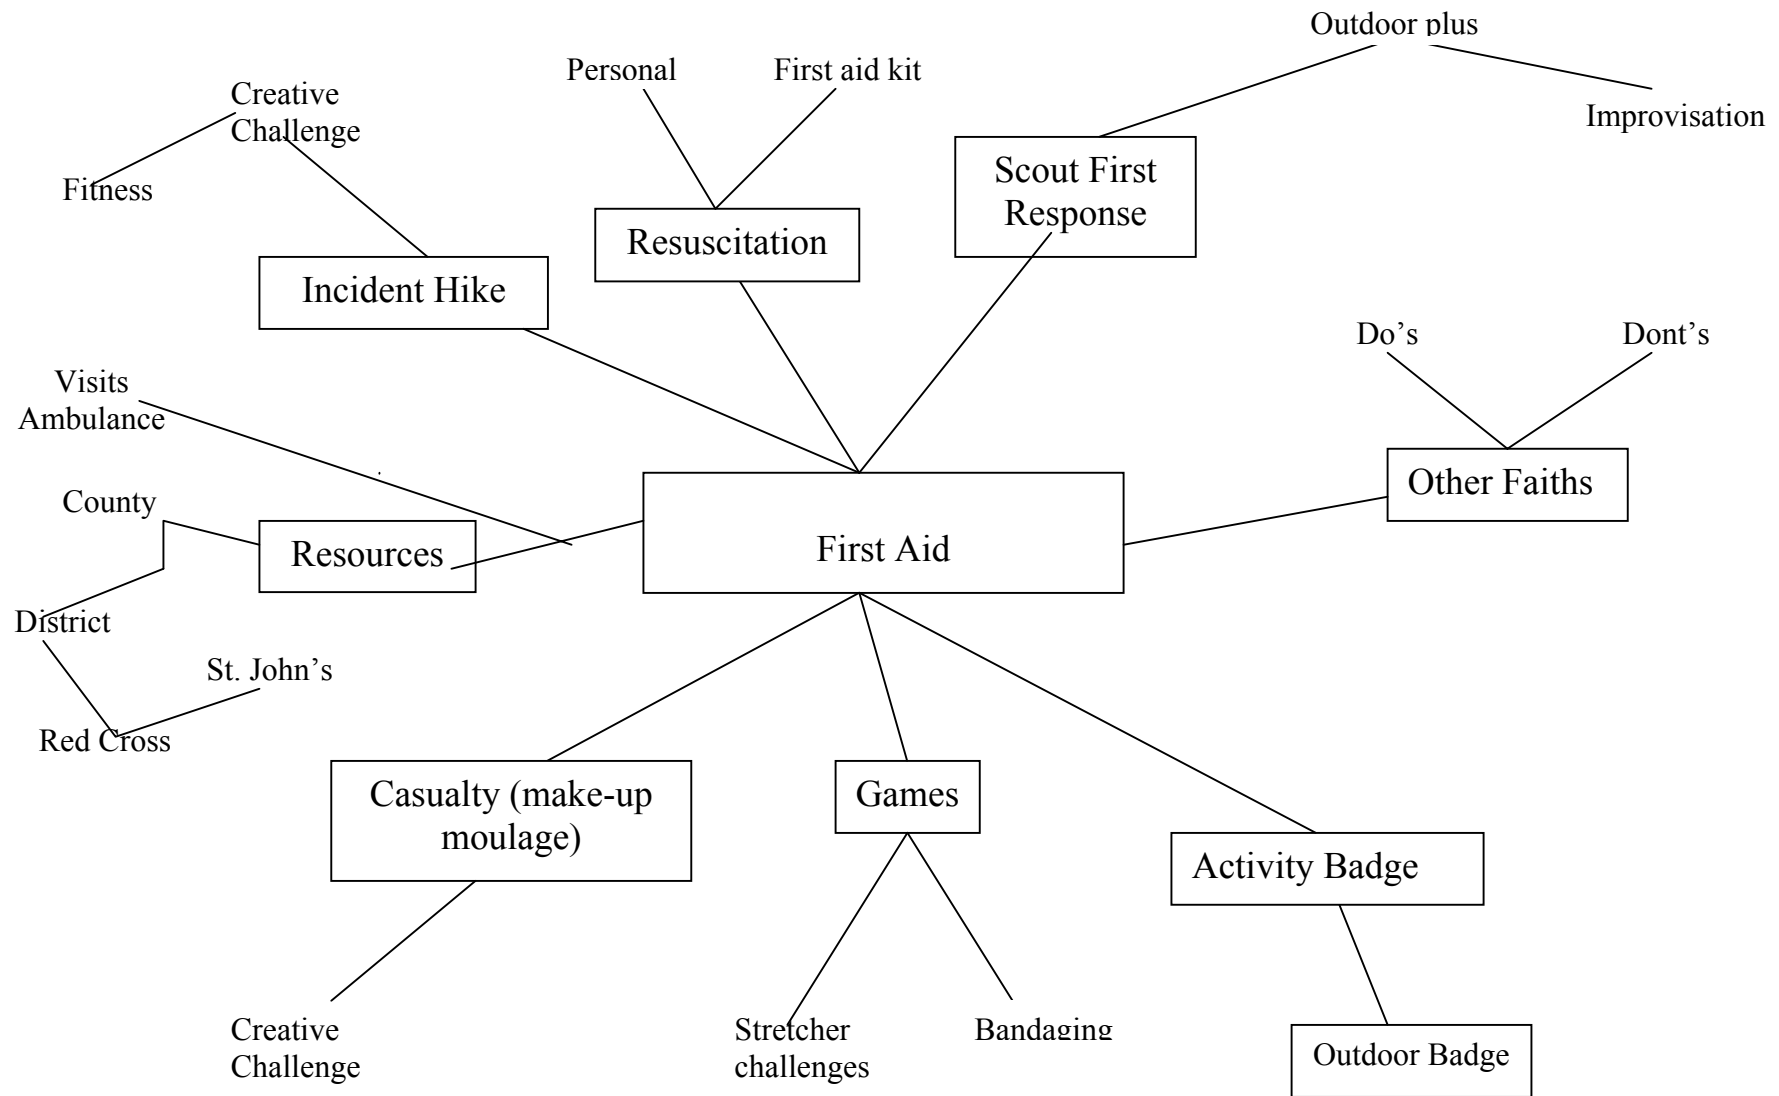 Outdoor plus
Personal
First aid kit
Creative
Challenge
Improvisation
Fitness
Scout First
Response
Resuscitation
Incident Hike
Do’s
Dont’s
Visits
Ambulance
County
Other Faiths
Resources
First Aid
District
St. John’s
Red Cross
Casualty (make-up
moulage)
Games
Activity Badge
Creative
Challenge
Stretcher
challenges
Bandaging
Outdoor Badge